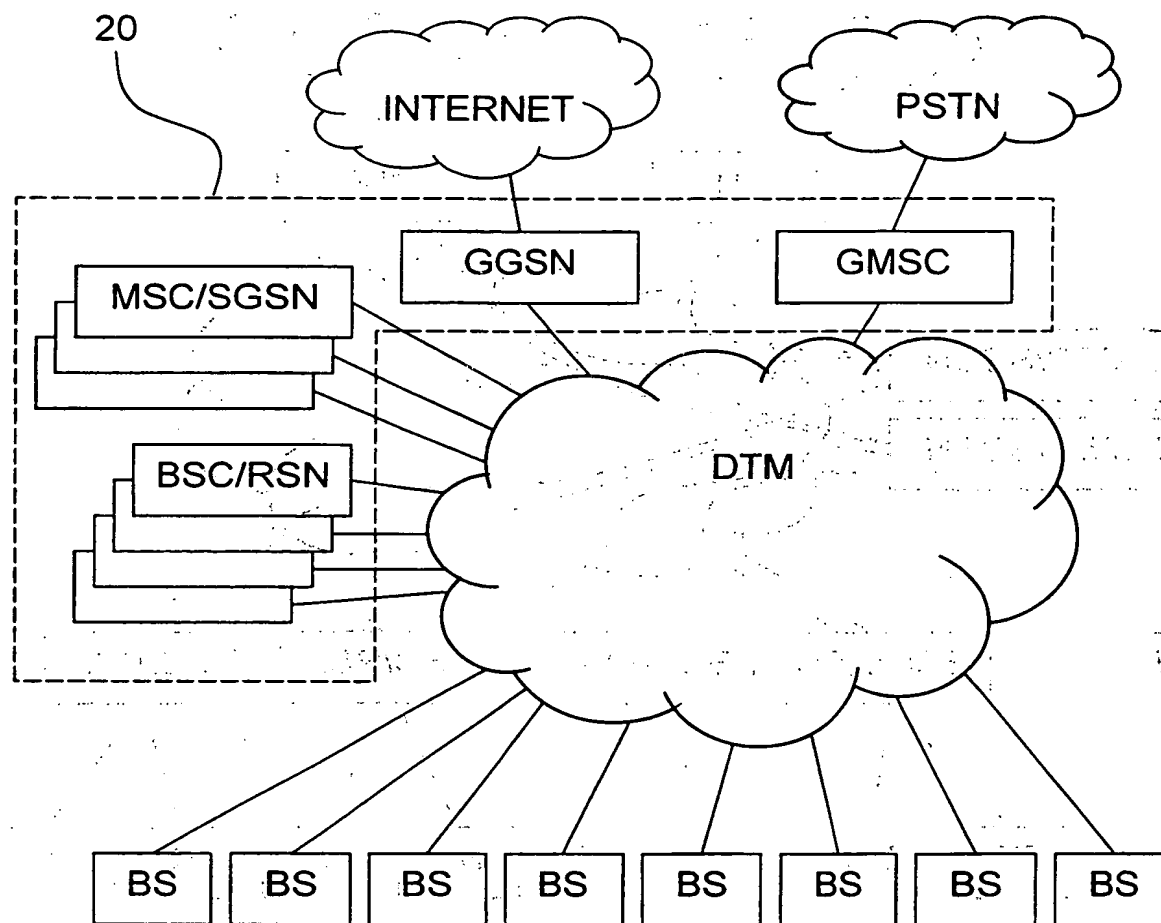 20
INTERNET
PSTN
GGSN
GMSC
MSC/SGSN
BSC/RSN
DTM
BS BS BS BS BS BS BS BS